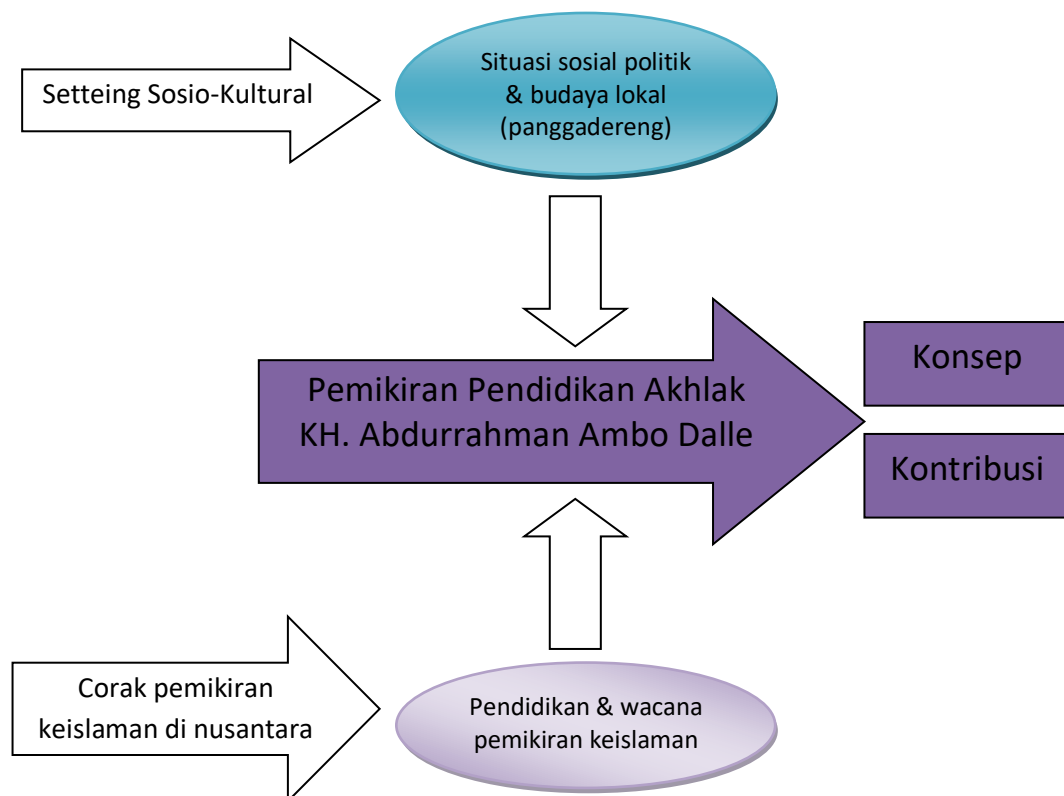 Setteing Sosio-Kultural
Situasi sosial politik
& budaya lokal
(panggadereng)
Pemikiran Pendidikan Akhlak
KH. Abdurrahman Ambo Dalle
Konsep
Kontribusi
Corak pemikiran
keislaman di nusantara
Pendidikan & wacana
pemikiran keislaman